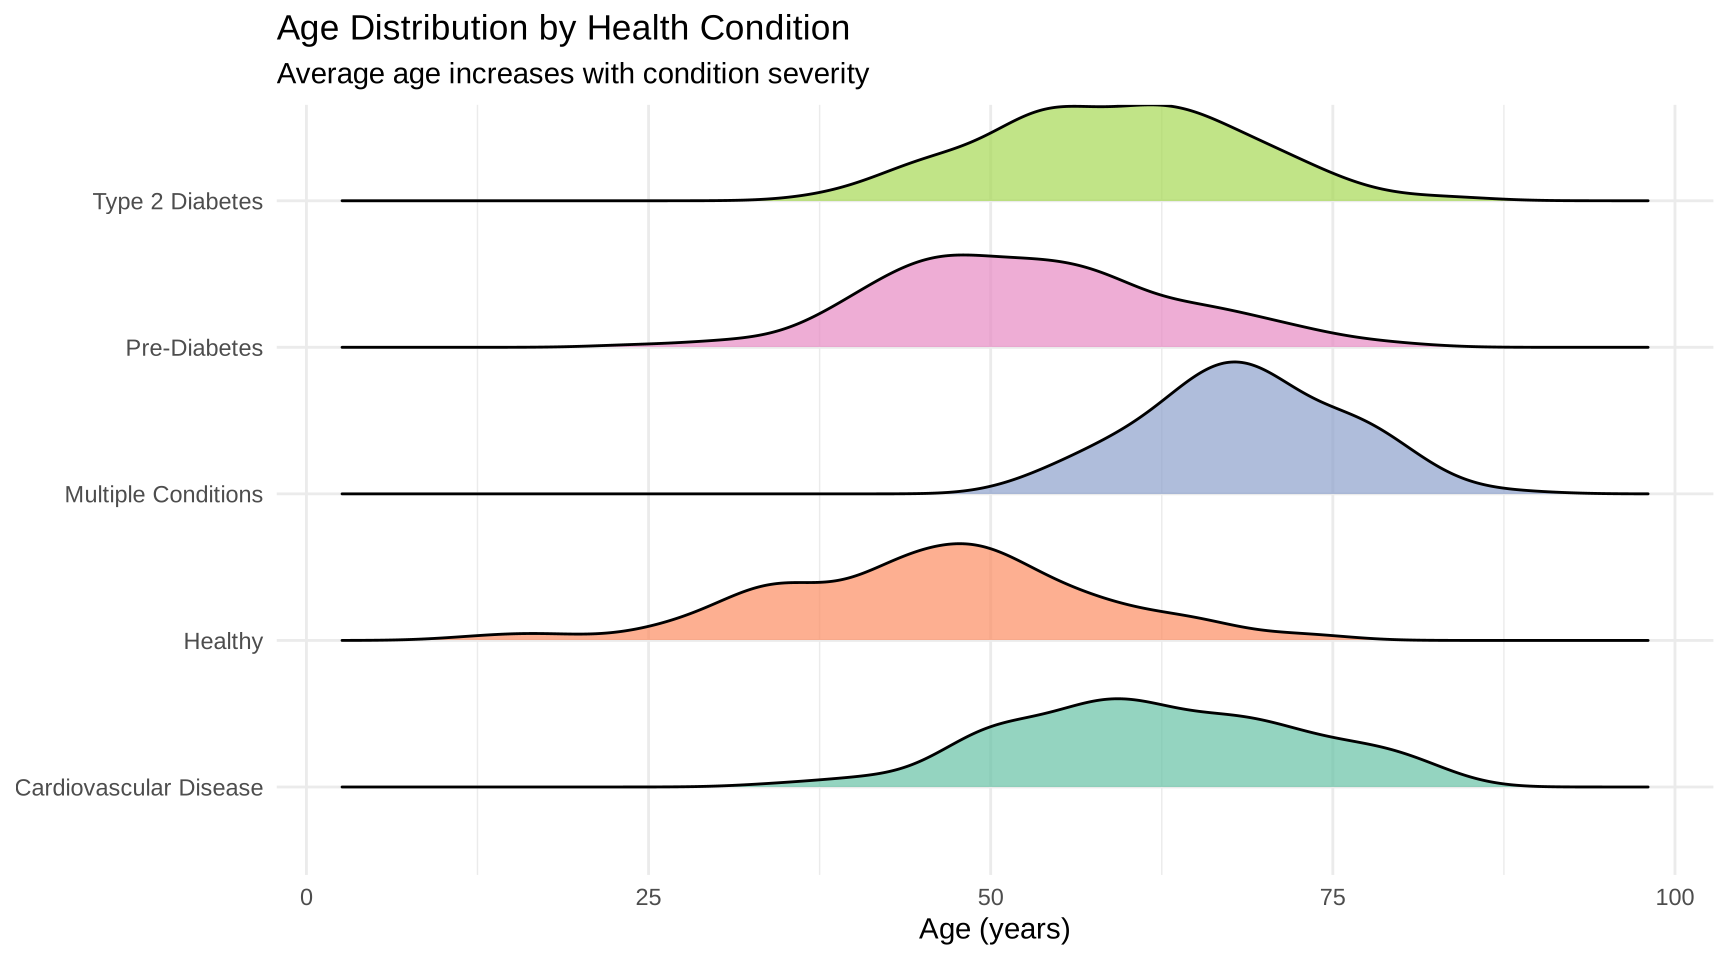 Age Distribution by Health Condition
Average age increases with condition severity
Type 2 Diabetes
Pre-Diabetes
Multiple Conditions
Healthy
Cardiovascular Disease
0 25 50 75 100
Age (years)